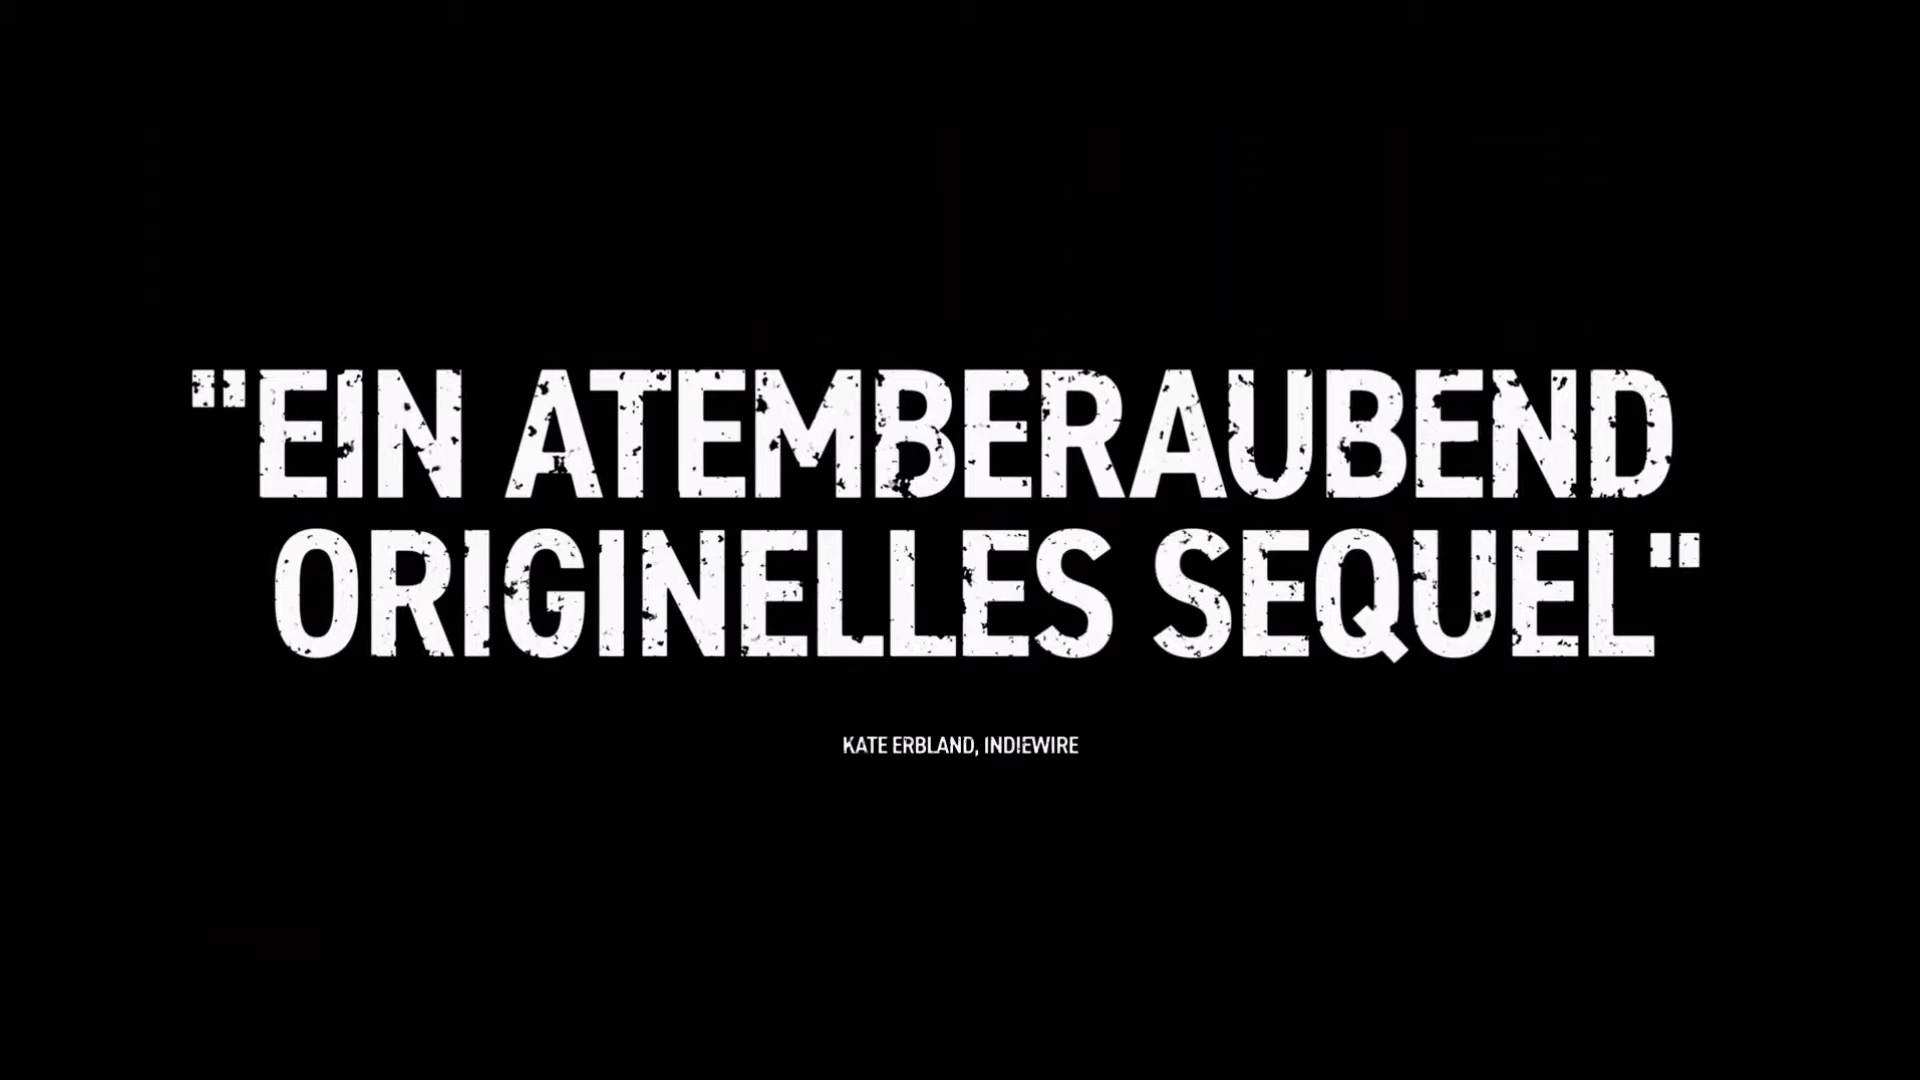 "EIN ATEMBERAUBEND
ORIGINELLES SEQUEL"
KATE ERBLAND, INDIEWIRE